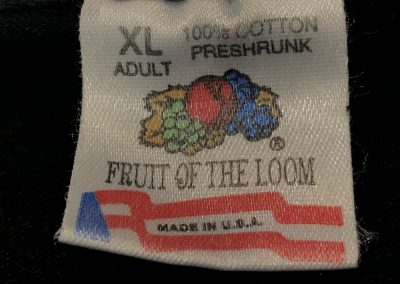 XL
ADULT
100% COTTON
PRESHRUNK
®
FRUIT OF THE LOOM
MADE IN U.S.A.